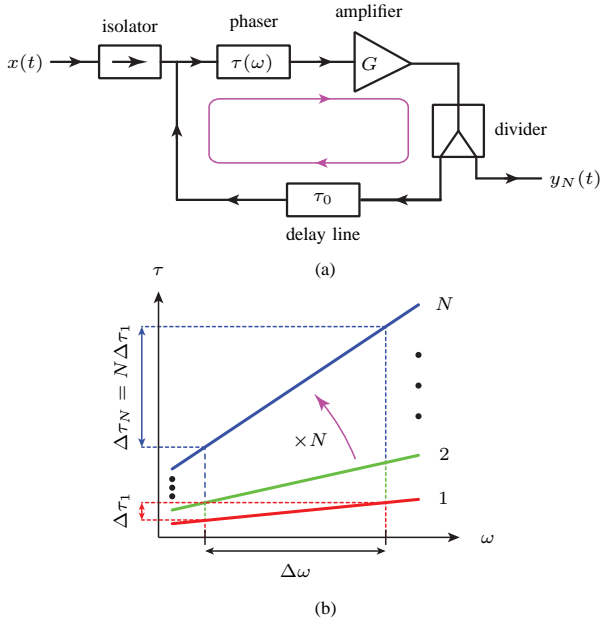 amplifier
phaser
isolator
x(t)
τ(ω)
G
divider
y_N(t)
τ_0
delay line
(a)
τ
N
Δτ_N = NΔτ_1
×N
2
1
Δτ_1
ω
Δω
(b)